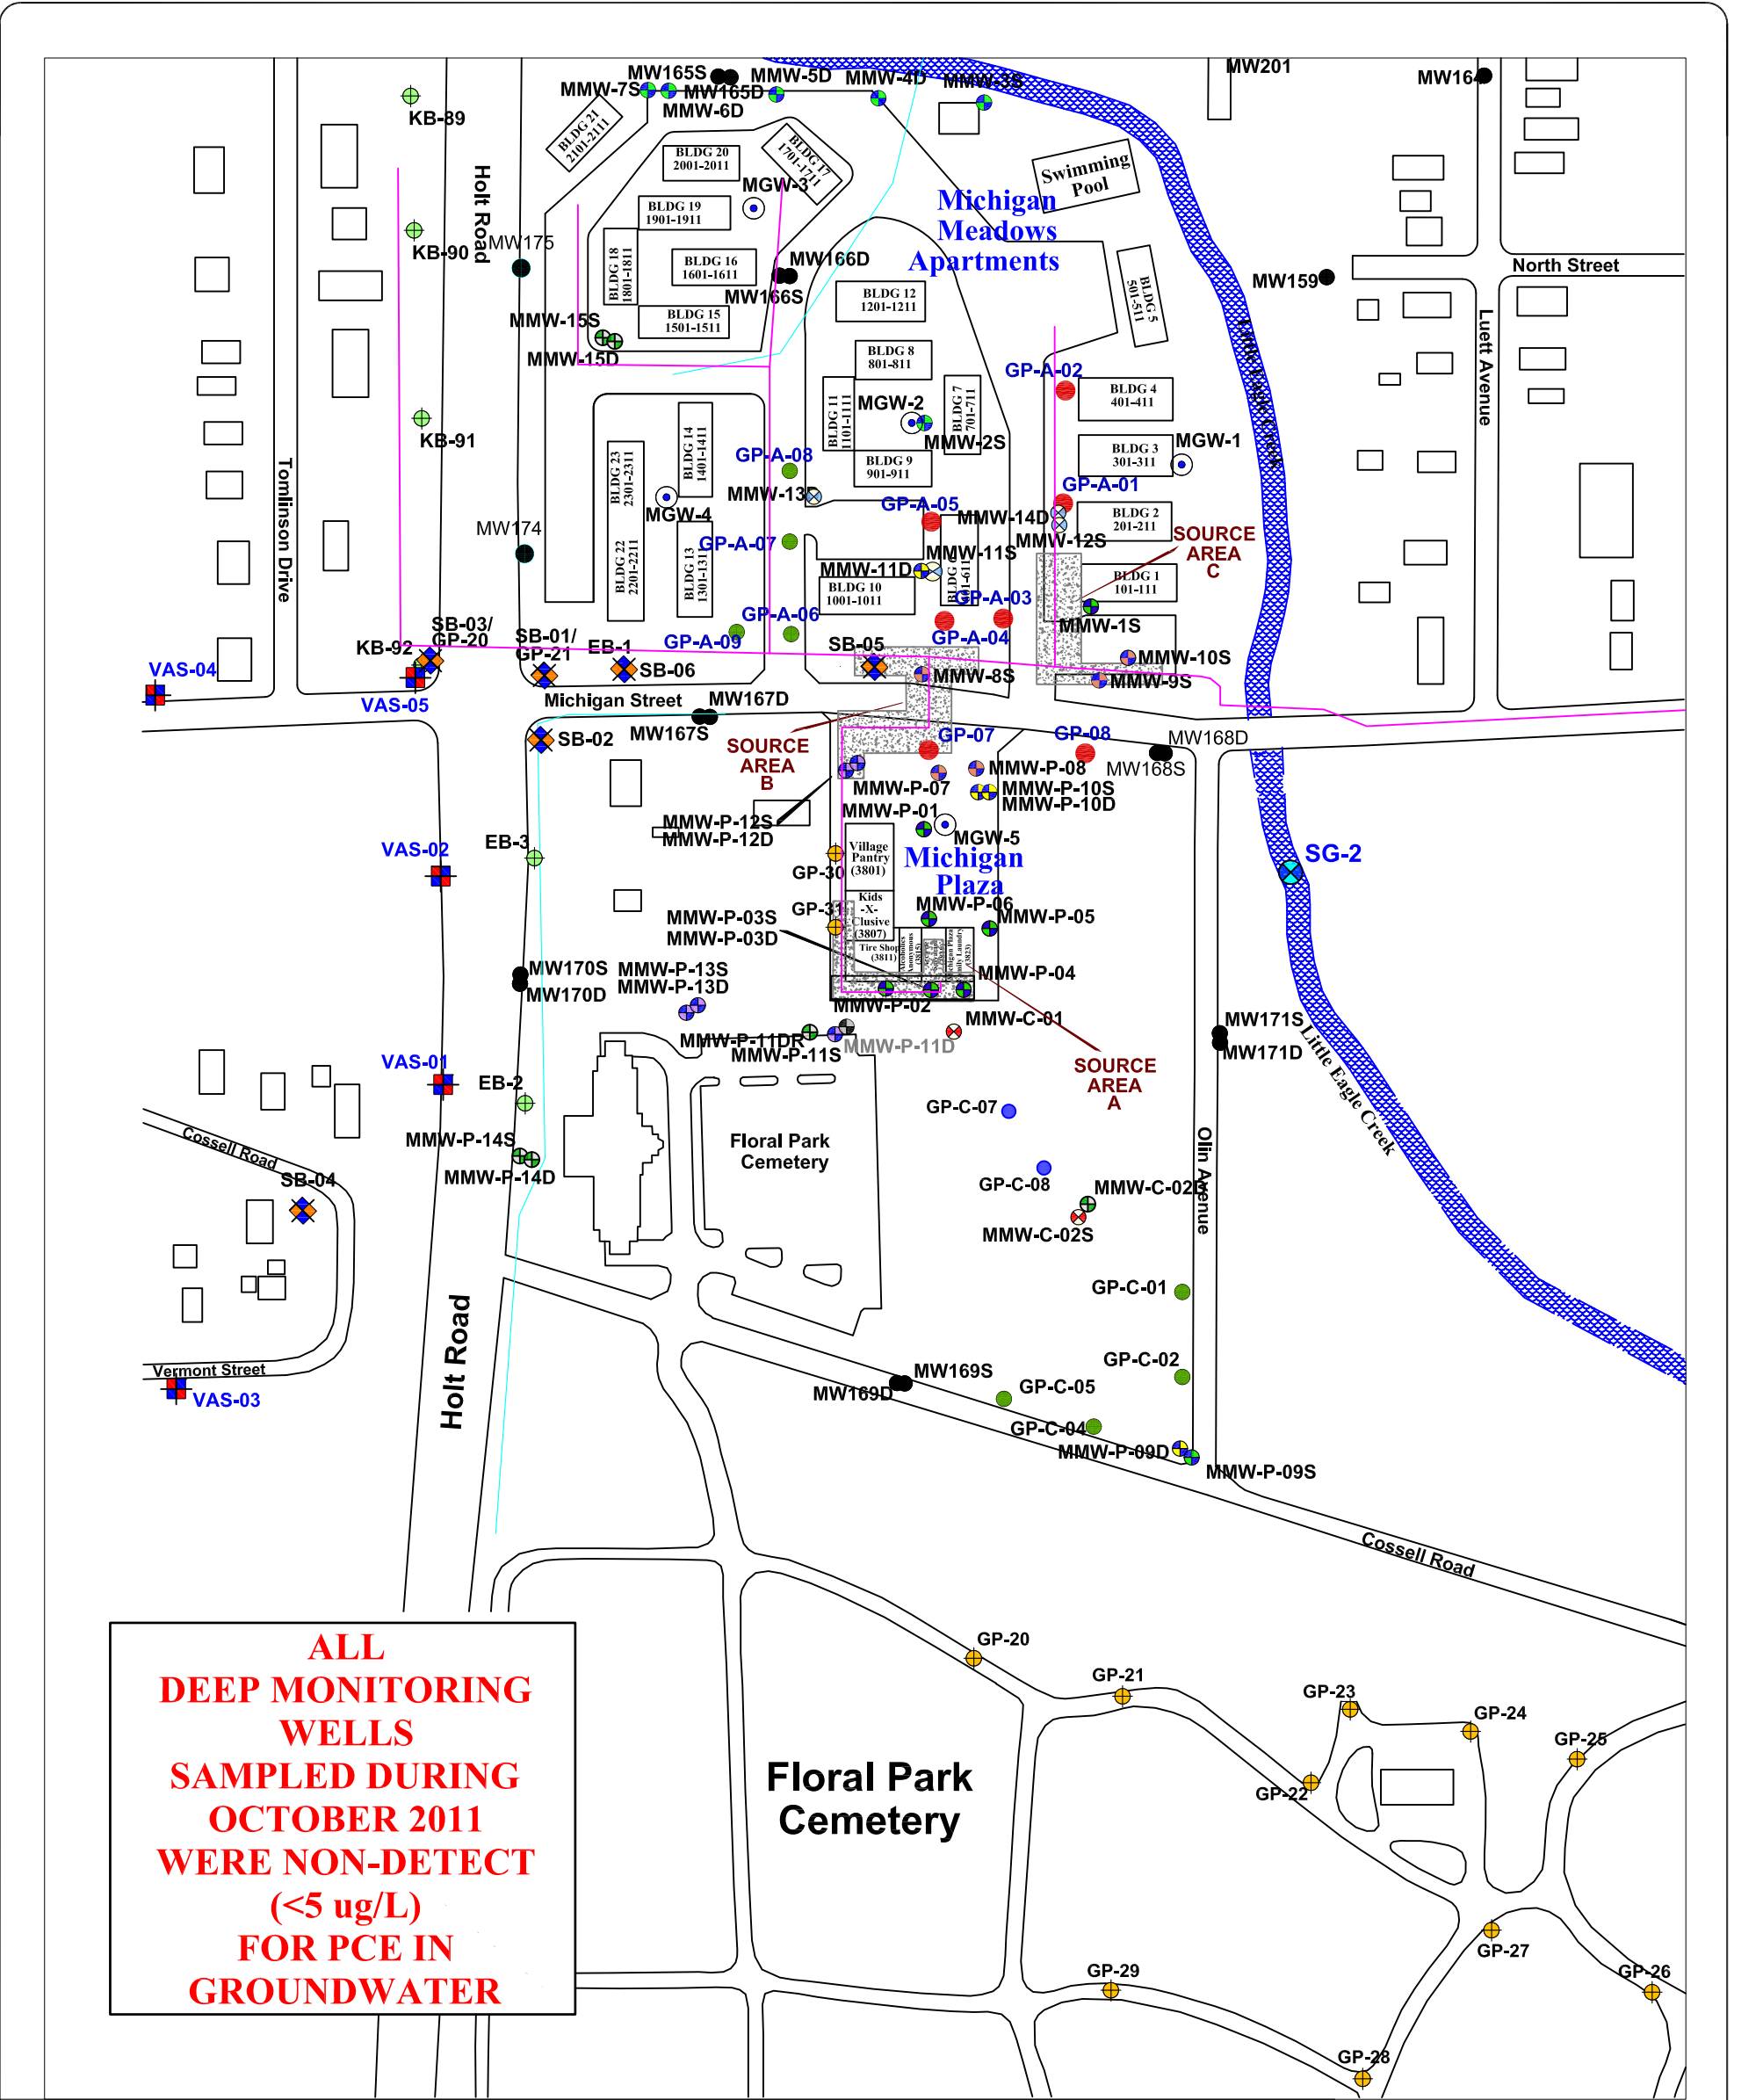 MW165S
MMW-5D
MMW-4D
MMW-3S
MW201
MW164
MMW-7S
MW165D
MMW-6D
KB-89
BLDG 21
2101-2111
BLDG 20
2001-2011
BLDG 17
1701-1711
Swimming
Pool
Holt Road
MGW-3
Michigan
Meadows
Apartments
BLDG 19
1901-1911
KB-90
MW175
BLDG 18
1801-1811
BLDG 16
1601-1611
MW166D
MW166S
BLDG 12
1201-1211
BLDG 5
501-511
MW159
North Street
Luett Avenue
Little Eagle Creek
MMW-15S
MMW-15D
BLDG 15
1501-1511
BLDG 8
801-811
GP-A-02
BLDG 4
401-411
BLDG 11
1101-1111
MGW-2
BLDG 7
701-711
MMW-2S
KB-91
BLDG 14
1401-1411
BLDG 23
2301-2311
GP-A-08
BLDG 9
901-911
BLDG 3
301-311
MGW-1
Tomlinson Drive
MGW-4
MMW-13D
GP-A-05
GP-A-01
MMW-14D
BLDG 2
201-211
MMW-12S
SOURCE
AREA
C
MW174
GP-A-07
BLDG 22
2201-2211
BLDG 13
1301-1311
MMW-11S
MMW-11D
BLDG 10
1001-1011
BLDG 1
101-111
GP-A-03
MMW-1S
GP-A-06
GP-A-09
GP-A-04
SB-03/
GP-20
KB-92
SB-01/
GP-21
EB-1
SB-06
SB-05
MMW-8S
MMW-10S
MMW-9S
VAS-04
VAS-05
Michigan Street
MW167D
MW167S
SB-02
SOURCE
AREA
B
GP-07
GP-08
MW168D
MW168S
MMW-P-08
MMW-P-07
MMW-P-10S
MMW-P-10D
MMW-P-01
MMW-P-12S
MMW-P-12D
MGW-5
EB-3
VAS-02
Village
Pantry
(3801)
GP-30
Michigan
Plaza
SG-2
Kids
-X-
Clusive
(3807)
GP-31
MMW-P-06
MMW-P-05
MMW-P-03S
MMW-P-03D
Tire Shop
(3811)
Alcoholics
Anonymous
(3815)
Michigan Plaza
Family Laundry
(3823)
MMW-P-04
MW170S
MW170D
MMW-P-13S
MMW-P-13D
MMW-P-02
MMW-C-01
MMW-P-11DR
MMW-P-11S
MMW-P-11D
MW171S
MW171D
SOURCE
AREA
A
Little Eagle Creek
VAS-01
EB-2
GP-C-07
Floral Park
Cemetery
Cossell Road
MMW-P-14S
MMW-P-14D
SB-04
GP-C-08
MMW-C-02D
MMW-C-02S
Olin Avenue
GP-C-01
Holt Road
Vermont Street
VAS-03
GP-C-02
MW169S
MW169D
GP-C-05
GP-C-04
MMW-P-09D
MMW-P-09S
Cossell Road
ALL
DEEP MONITORING
WELLS
SAMPLED DURING
OCTOBER 2011
WERE NON-DETECT
(<5 ug/L)
FOR PCE IN
GROUNDWATER
GP-20
GP-21
GP-23
GP-24
GP-25
GP-22
Floral Park
Cemetery
GP-27
GP-26
GP-29
GP-28